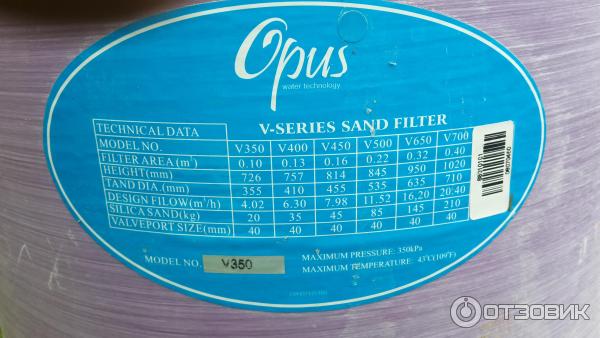 Opus
water technology
V-SERIES SAND FILTER
TECHNICAL DATA
MODEL NO. V350 V400 V450 V500 V650 V700
FILTER AREA(m²) 0.10 0.13 0.16 0.22 0.32 0.40
HEIGHT(mm) 726 757 814 845 950 1020
TAND DIA.(mm) 355 410 455 535 635 710
DESIGN FILOW(m³/h) 4.02 6.30 7.98 11.52 16,20 20:40
SILICA SAND(kg) 20 35 45 85 145 210
VALVEPORT SIZE(mm) 40 40 40 40 40 40
MODEL NO. V350
MAXIMUM PRESSURE: 350kPa
MAXIMUM TEMPERATURE: 43°C(109°F)
ОТЗОВИК